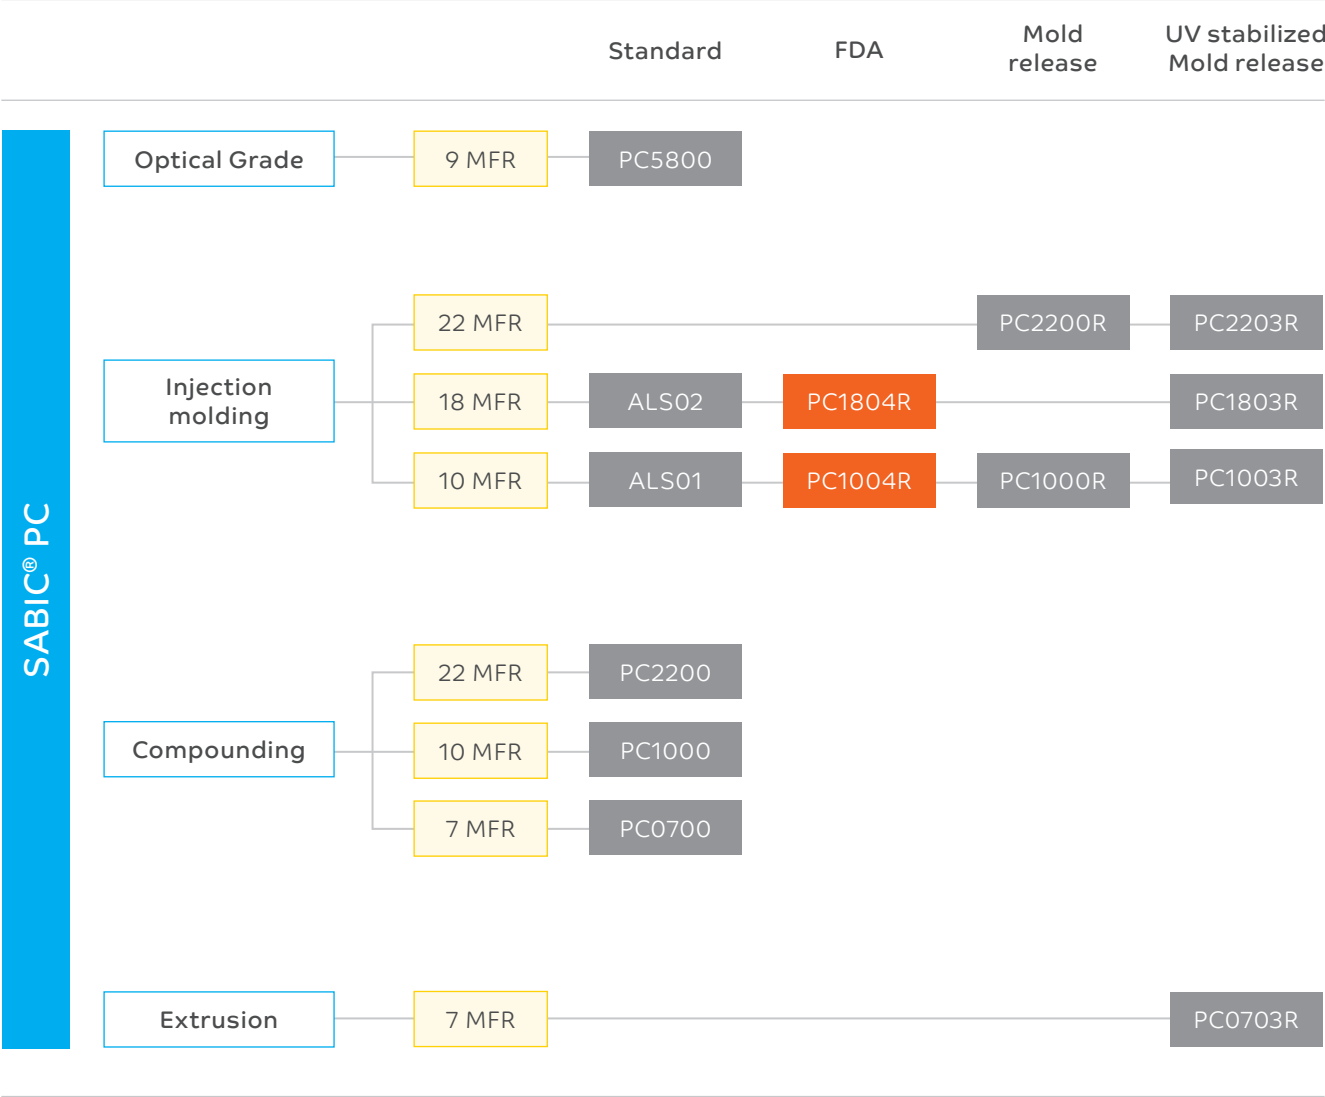 Standard
FDA
Mold
release
UV stabilized
Mold release
SABIC® PC
Optical Grade
9 MFR
PC5800
Injection
molding
22 MFR
PC2200R
PC2203R
18 MFR
ALS02
PC1804R
PC1803R
10 MFR
ALS01
PC1004R
PC1000R
PC1003R
Compounding
22 MFR
PC2200
10 MFR
PC1000
7 MFR
PC0700
Extrusion
7 MFR
PC0703R